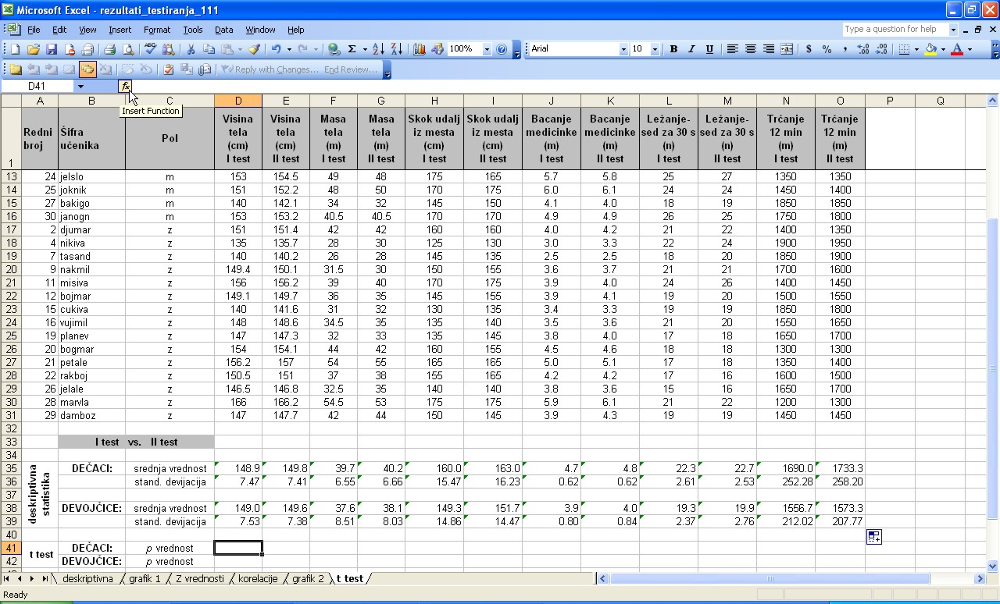 Microsoft Excel - rezultati_testiranja_111
File Edit View Insert Format Tools Data Window Help Type a question for help
100% Arial 10 B I U $ % ,
Reply with Changes... End Review...
D41 fx
Insert Function
A B C D E F G H I J K L M N O P Q
1 Redni broj Šifra učenika Pol Visina tela (cm) I test Visina tela (cm) II test Masa tela (m) I test Masa tela (m) II test Skok udalj iz mesta (cm) I test Skok udalj iz mesta (cm) II test Bacanje medicinke (m) I test Bacanje medicinke (m) II test Ležanje-sed za 30 s (n) I test Ležanje-sed za 30 s (n) II test Trčanje 12 min (m) I test Trčanje 12 min (m) II test
13 24 jelslo m 153 154.5 49 48 175 165 5.7 5.8 25 27 1350 1350
14 25 joknik m 151 152.2 48 50 170 175 6.0 6.1 24 24 1450 1400
15 27 bakigo m 140 142.1 34 32 145 150 4.1 4.0 18 19 1850 1850
16 30 janogn m 153 153.2 40.5 40.5 170 170 4.9 4.9 26 25 1750 1800
17 2 djumar z 151 151.4 42 42 160 160 4.0 4.2 21 22 1400 1350
18 4 nikiva z 135 135.7 28 30 125 130 3.0 3.3 22 24 1900 1950
19 7 tasand z 140 140.2 26 28 145 135 2.5 2.5 18 20 1850 1900
20 9 nakmil z 149.4 150.1 31.5 30 150 155 3.6 3.7 21 21 1700 1600
21 11 misiva z 156 156.2 39 40 170 175 3.9 4.0 24 26 1400 1450
22 12 bojmar z 149.1 149.7 36 35 145 155 3.9 4.1 19 20 1500 1550
23 15 cukiva z 140 141.6 31 32 130 135 3.4 3.3 19 19 1850 1800
24 16 vujimil z 148 148.6 34.5 35 135 140 3.5 3.6 21 20 1550 1650
25 19 planev z 147 147.3 32 33 135 145 3.8 4.0 17 18 1650 1700
26 20 bogmar z 154 154.1 44 42 160 155 4.5 4.6 18 18 1300 1300
27 21 petale z 156.2 157 54 55 165 165 5.0 5.1 17 18 1350 1400
28 22 rakboj z 150.5 151 37 38 155 165 4.2 4.2 17 16 1600 1500
29 26 jelale z 146.5 146.8 32.5 35 140 140 3.8 3.6 15 16 1650 1700
30 28 marvla z 166 166.2 54.5 53 175 175 5.9 6.1 21 22 1200 1300
31 29 damboz z 147 147.7 42 44 150 145 3.9 4.3 19 19 1450 1450
32
33 I test vs. II test
34
deskriptivna statistika
35 DEČACI: srednja vrednost 148.9 149.8 39.7 40.2 160.0 163.0 4.7 4.8 22.3 22.7 1690.0 1733.3
36 stand. devijacija 7.47 7.41 6.55 6.66 15.47 16.23 0.62 0.62 2.61 2.53 252.28 258.20
37
38 DEVOJČICE: srednja vrednost 149.0 149.6 37.6 38.1 149.3 151.7 3.9 4.0 19.3 19.9 1556.7 1573.3
39 stand. devijacija 7.53 7.38 8.51 8.03 14.86 14.47 0.80 0.84 2.37 2.76 212.02 207.77
40
t test
41 DEČACI: p vrednost
42 DEVOJČICE: p vrednost
deskriptivna grafik 1 Z vrednosti korelacije grafik 2 t test
Ready